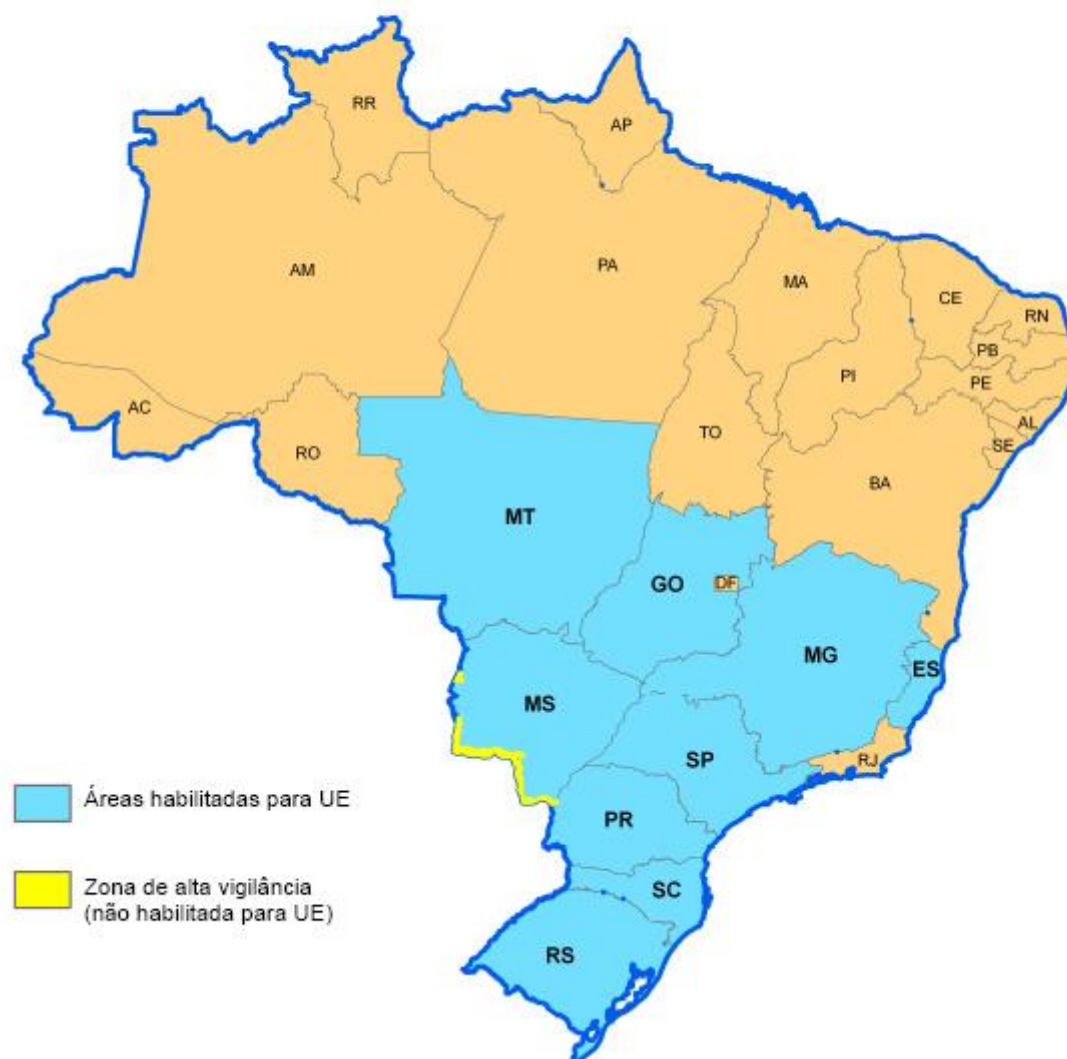 RR
AP
AM
PA
MA
CE
RN
PB
PI
PE
AC
AL
TO
SE
RO
BA
MT
GO
DF
MG
ES
MS
SP
RJ
PR
SC
RS
Áreas habilitadas para UE
Zona de alta vigilância
(não habilitada para UE)